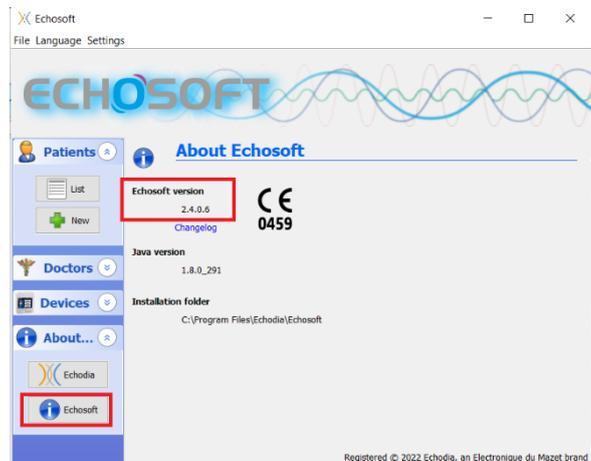 Echosoft
File Language Settings
ECHOSOFT
Patients
List
New
Doctors
Devices
About...
Echodia
Echosoft
About Echosoft
Echosoft version
2.4.0.6
Changelog
CE
0459
Java version
1.8.0_291
Installation folder
C:\Program Files\Echodia\Echosoft
Registered © 2022 Echodia, an Electronique du Mazet brand